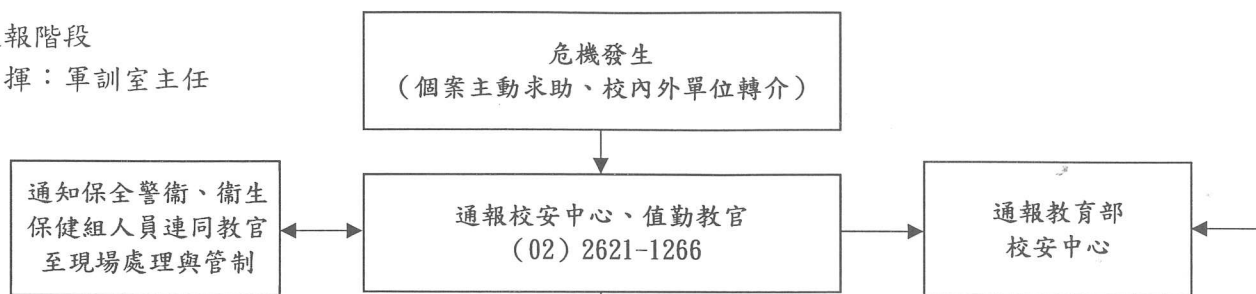 報階段
揮：軍訓室主任
危機發生
（個案主動求助、校內外單位轉介）
通知保全警衛、衛生
保健組人員連同教官
至現場處理與管制
通報校安中心、值勤教官
（02）2621-1266
通報教育部
校安中心